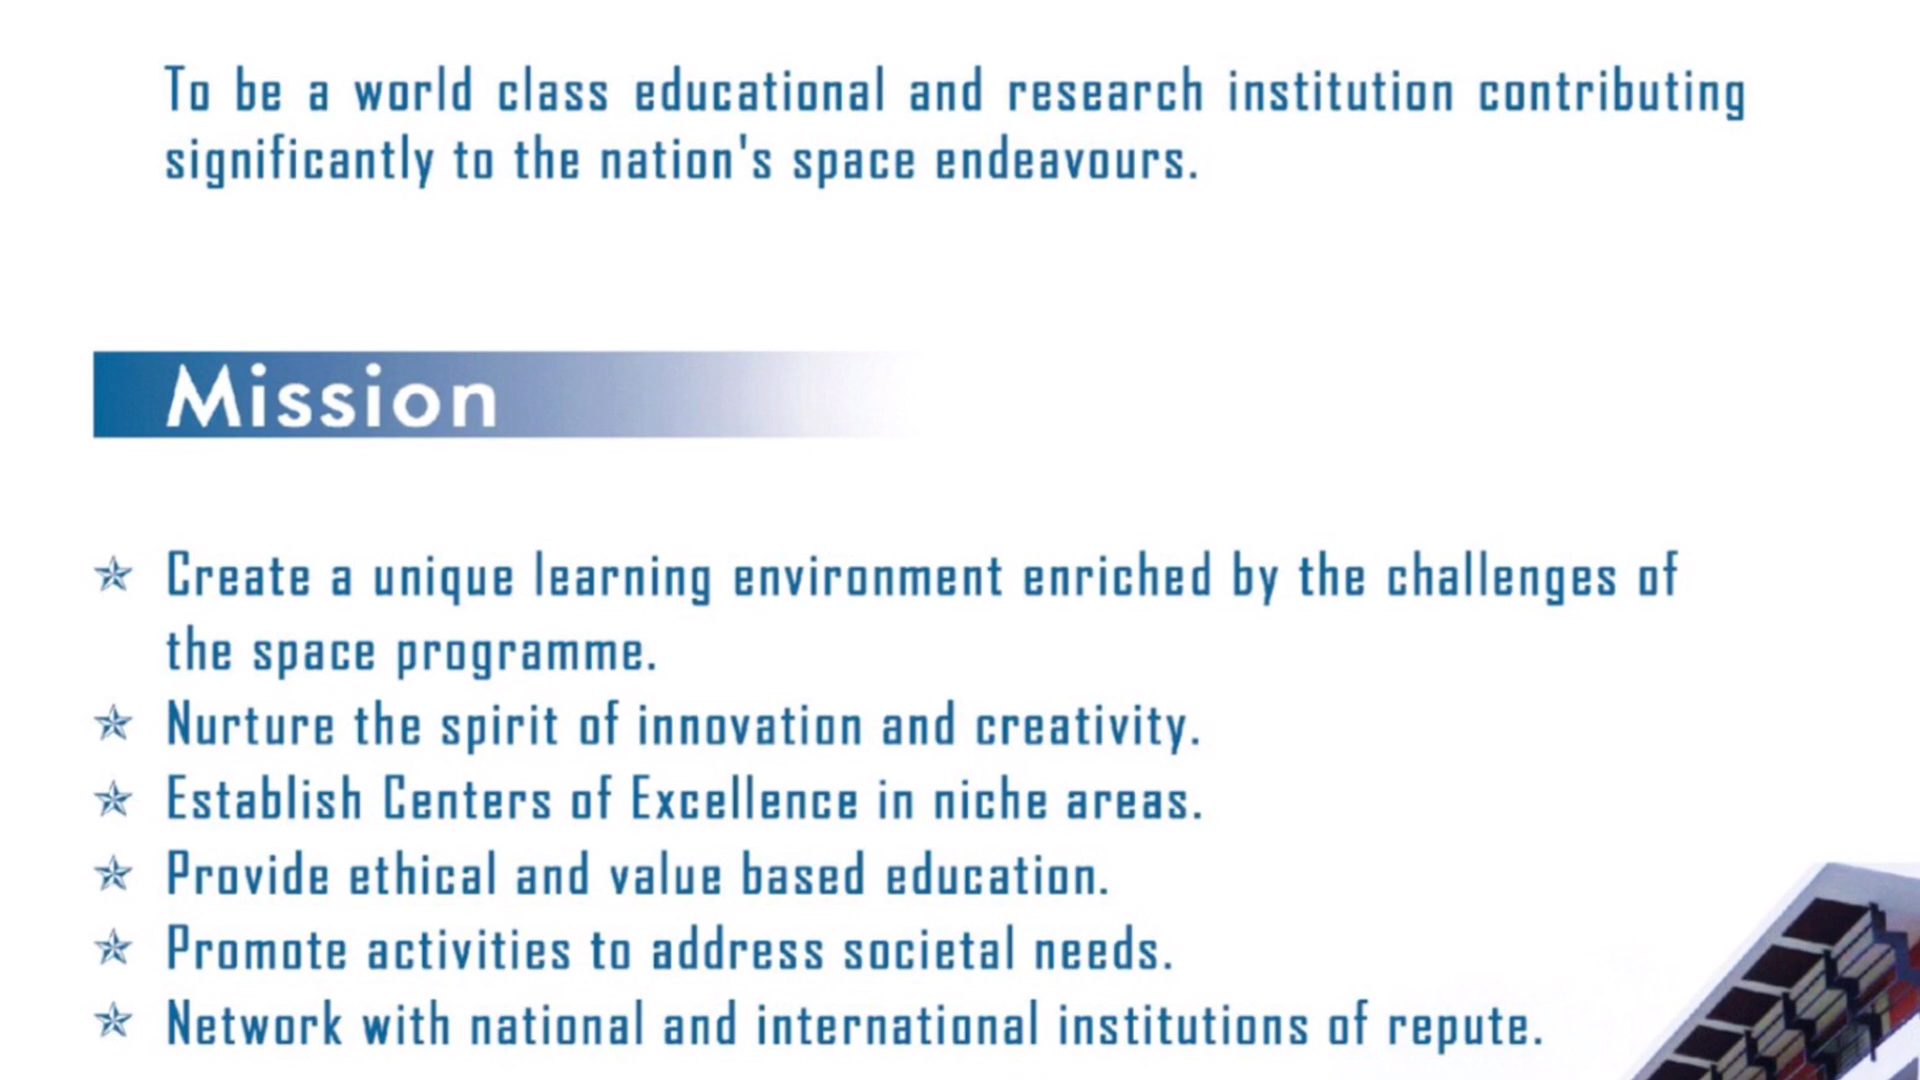 To be a world class educational and research institution contributing
significantly to the nation's space endeavours.
Mission
Create a unique learning environment enriched by the challenges of
the space programme.
Nurture the spirit of innovation and creativity.
Establish Centers of Excellence in niche areas.
Provide ethical and value based education.
Promote activities to address societal needs.
Network with national and international institutions of repute.